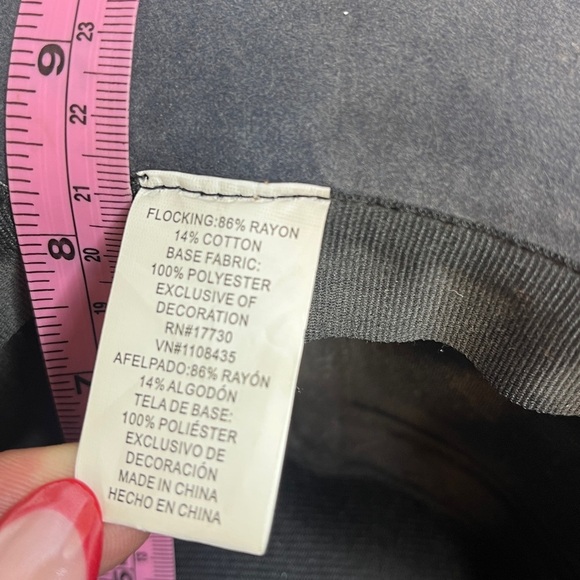 FLOCKING:86% RAYON
14% COTTON
BASE FABRIC:
100% POLYESTER
EXCLUSIVE OF
DECORATION
RN#17730
VN#1108435
AFELPADO:86% RAYÓN
14% ALGODÓN
TELA DE BASE:
100% POLIÉSTER
EXCLUSIVO DE
DECORACIÓN
MADE IN CHINA
HECHO EN CHINA
9
8
7
23
22
21
20
19